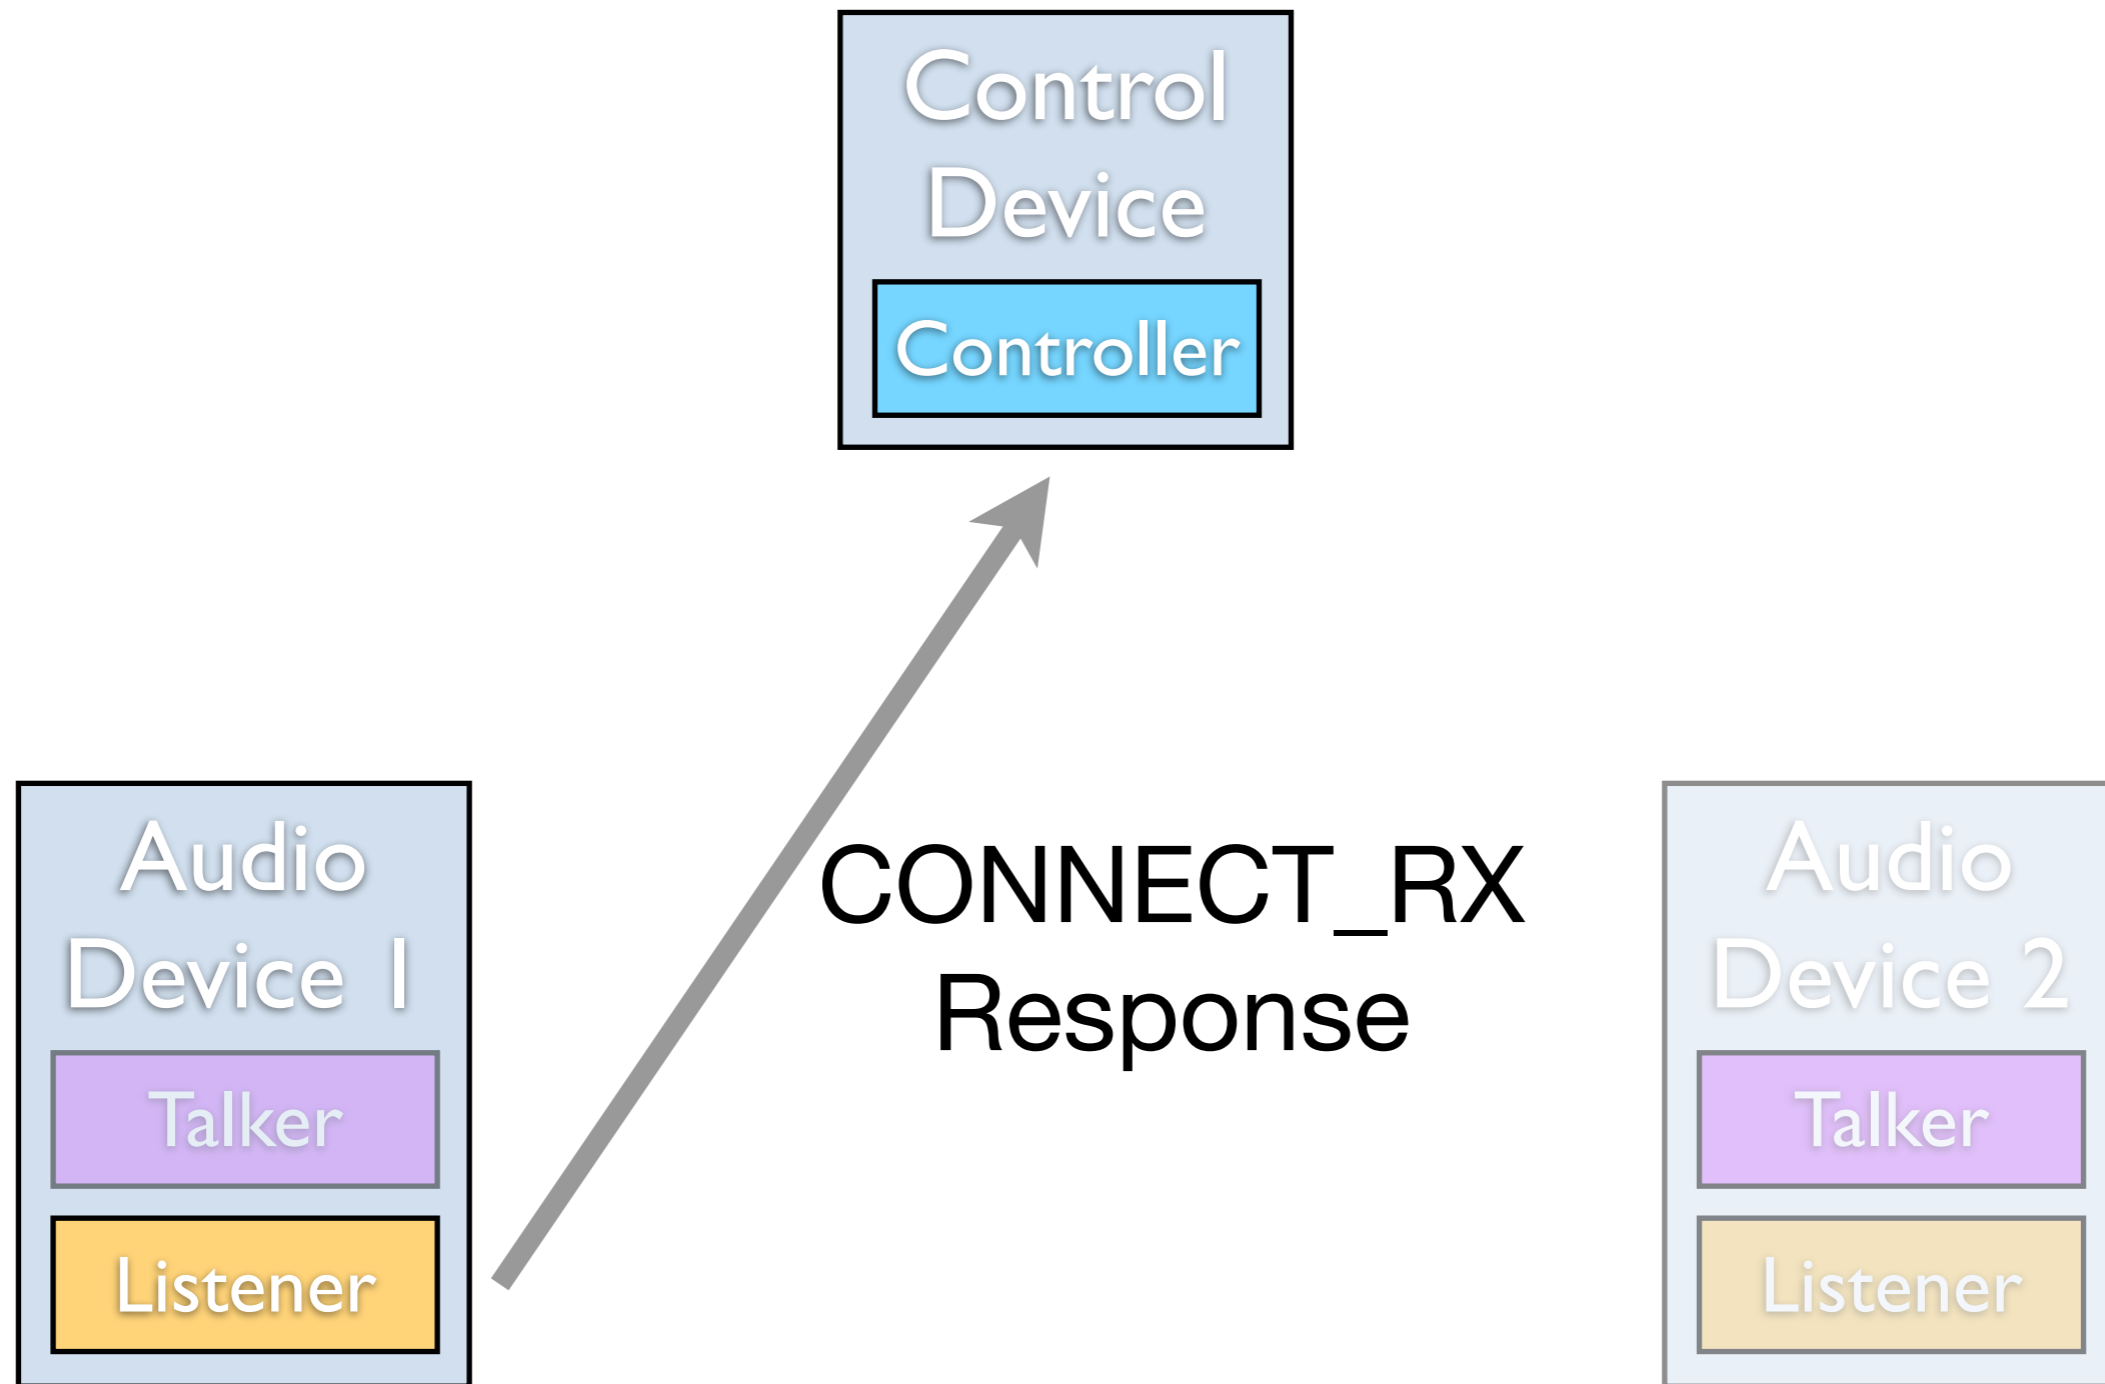 Control
Device
Controller
Audio
Device 1
Talker
Listener
CONNECT_RX
Response
Audio
Device 2
Talker
Listener